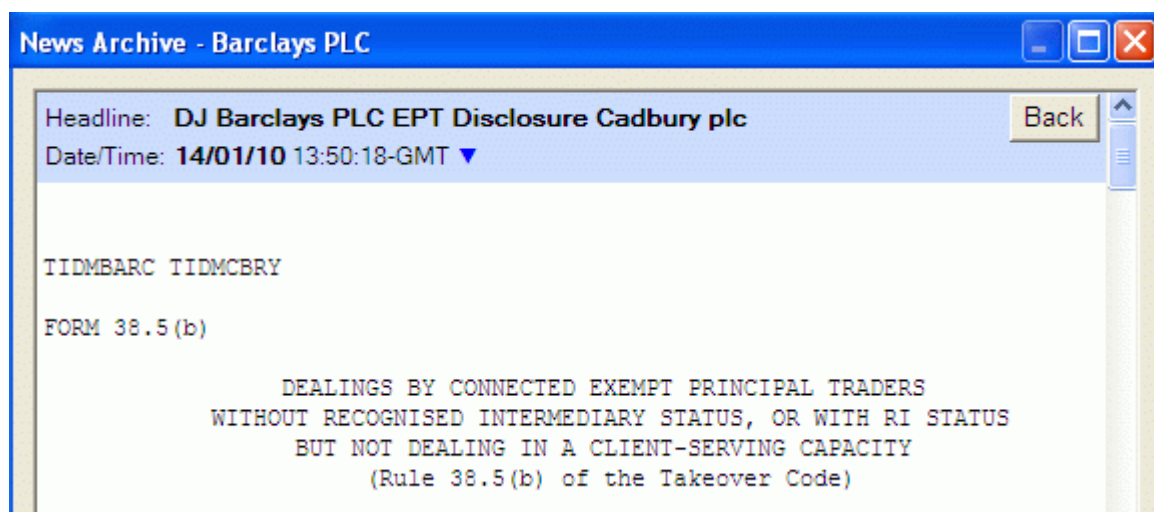 News Archive - Barclays PLC
Headline: DJ Barclays PLC EPT Disclosure Cadbury plc
Back
Date/Time: 14/01/10 13:50:18-GMT ▼
TIDMBARC TIDMCBRY
FORM 38.5(b)
DEALINGS BY CONNECTED EXEMPT PRINCIPAL TRADERS
WITHOUT RECOGNISED INTERMEDIARY STATUS, OR WITH RI STATUS
BUT NOT DEALING IN A CLIENT-SERVING CAPACITY
(Rule 38.5(b) of the Takeover Code)